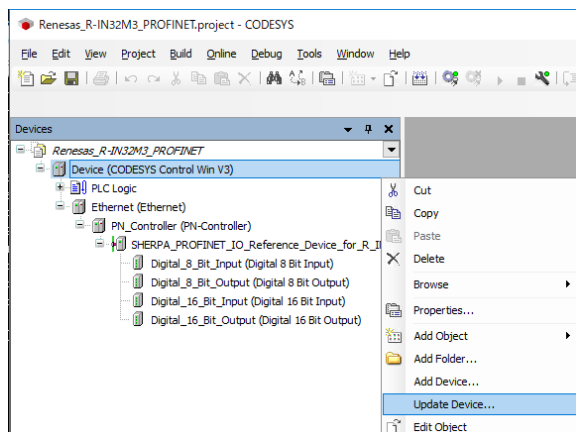 Renesas_R-IN32M3_PROFINET.project - CODESYS
File Edit View Project Build Online Debug Tools Window Help
Devices
Renesas_R-IN32M3_PROFINET
Device (CODESYS Control Win V3)
PLC Logic
Ethernet (Ethernet)
PN_Controller (PN-Controller)
SHERPA_PROFINET_IO_Reference_Device_for_R_I
Digital_8_Bit_Input (Digital 8 Bit Input)
Digital_8_Bit_Output (Digital 8 Bit Output)
Digital_16_Bit_Input (Digital 16 Bit Input)
Digital_16_Bit_Output (Digital 16 Bit Output)
Cut
Copy
Paste
Delete
Browse
Properties...
Add Object
Add Folder...
Add Device...
Update Device...
Edit Object